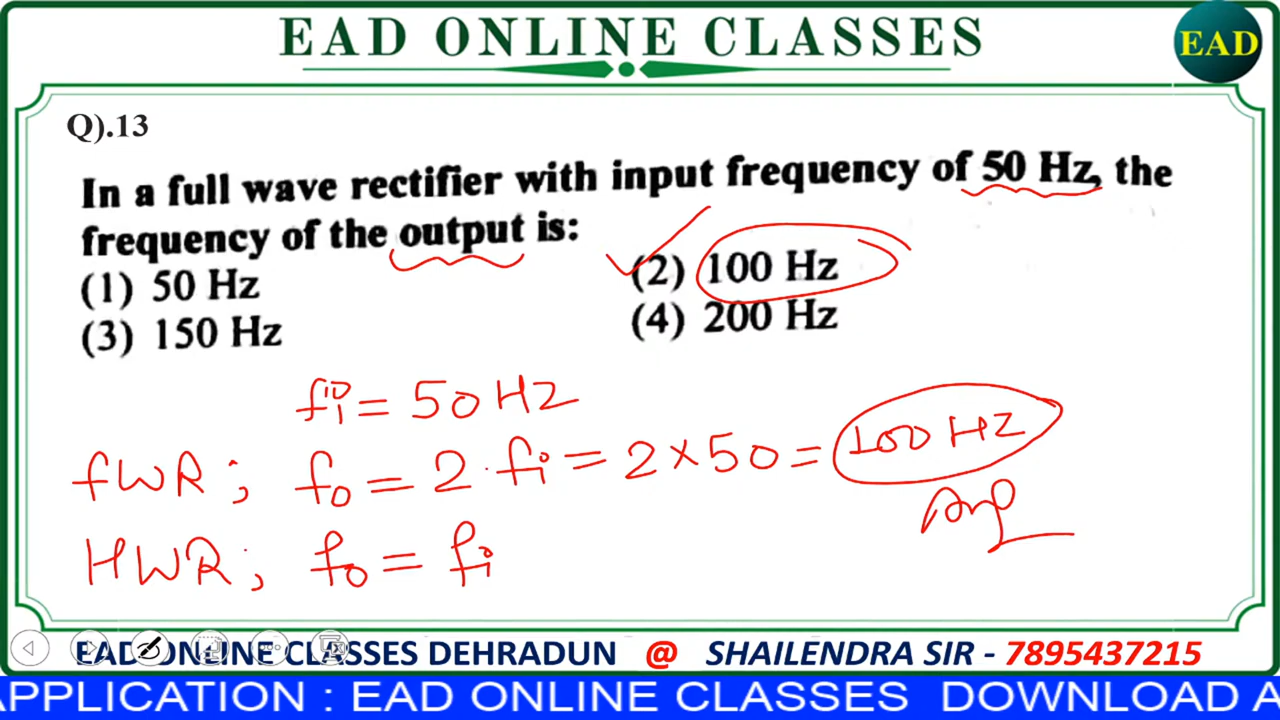 EAD ONLINE CLASSES
EAD
Q).13
In a full wave rectifier with input frequency of 50 Hz, the
frequency of the output is:
(1) 50 Hz
(2) 100 Hz
(3) 150 Hz
(4) 200 Hz
fi = 50 HZ
fWR; fo = 2 · fi = 2 × 50 = 100 HZ
Ans
HWR; fo = fi
EAD ONLINE CLASSES DEHRADUN @ SHAILENDRA SIR - 7895437215
APPLICATION : EAD ONLINE CLASSES DOWNLOAD A